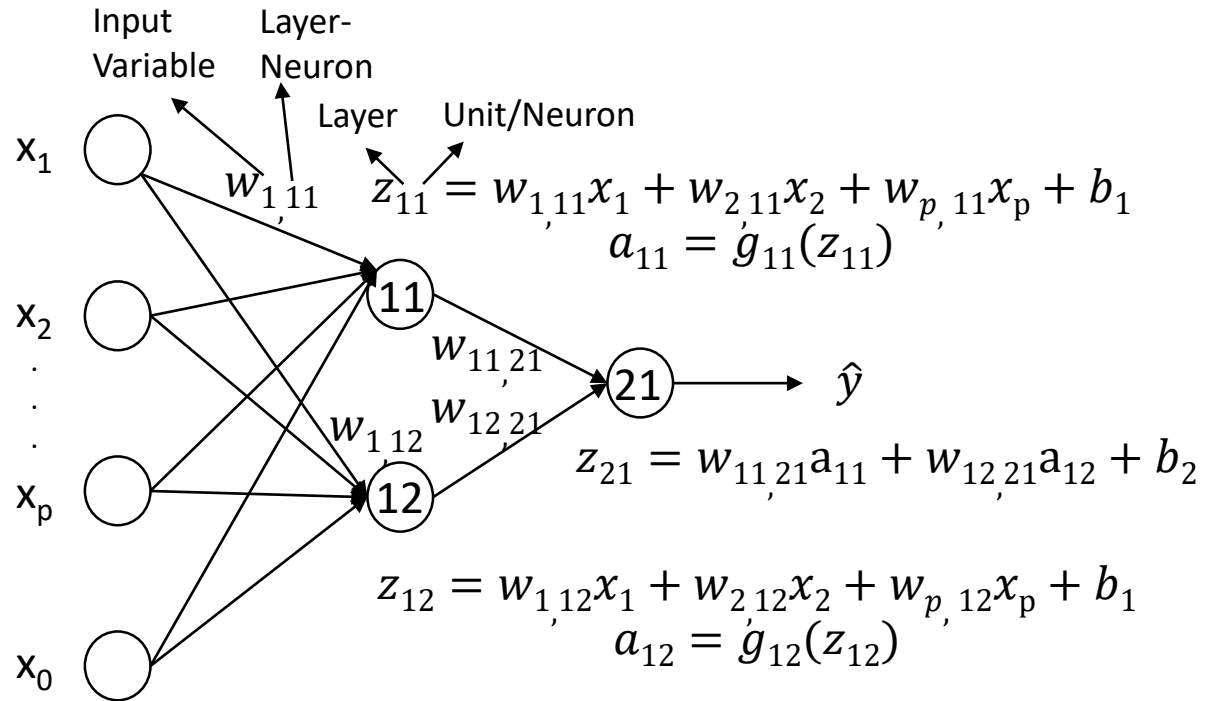 Input Variable
Layer-Neuron
Layer
Unit/Neuron
x₁
w₁,₁₁
z₁₁ = w₁,₁₁x₁ + w₂,₁₁x₂ + wₚ, ₁₁xₚ + b₁
a₁₁ = g₁₁(z₁₁)
11
x₂
w₁₁,₂₁
.
.
.
21
ŷ
w₁₂,₂₁
w₁,₁₂
z₂₁ = w₁₁,₂₁a₁₁ + w₁₂,₂₁a₁₂ + b₂
xₚ
12
z₁₂ = w₁,₁₂x₁ + w₂,₁₂x₂ + wₚ, ₁₂xₚ + b₁
a₁₂ = g₁₂(z₁₂)
x₀